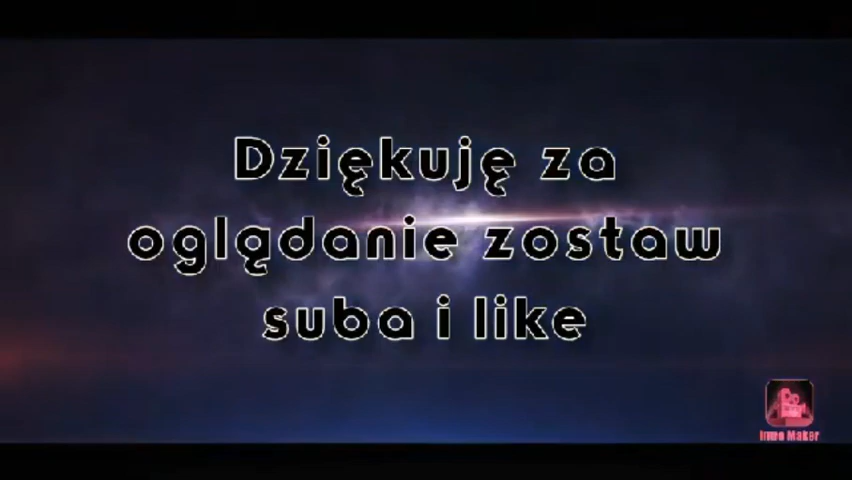 Dziękuję za
oglądanie zostaw
suba i like
Intro Maker